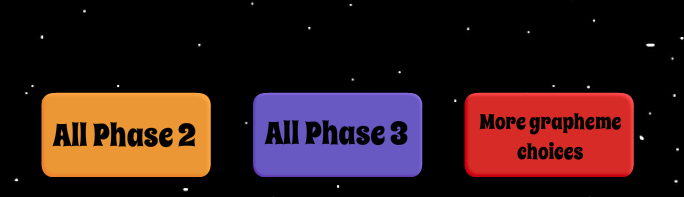 All Phase 2
All Phase 3
More grapheme
choices